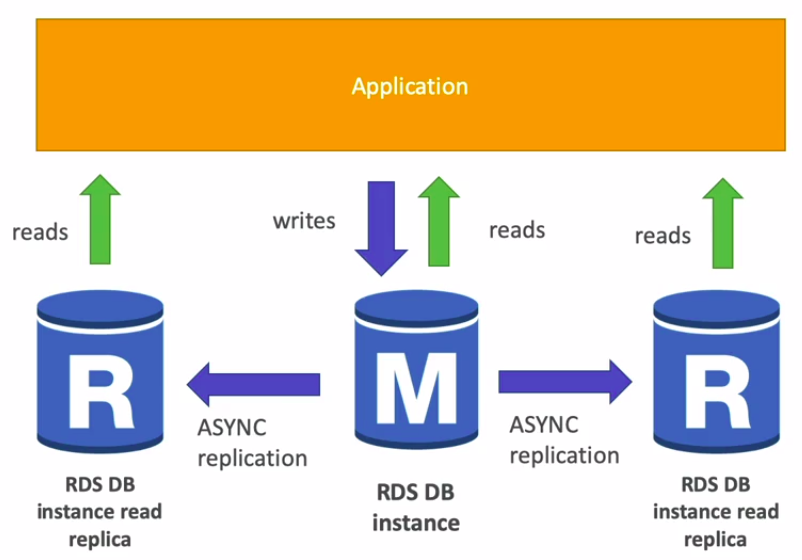 Application
reads
writes
reads
reads
R
M
R
ASYNC
replication
ASYNC
replication
RDS DB
instance read
replica
RDS DB
instance
RDS DB
instance read
replica